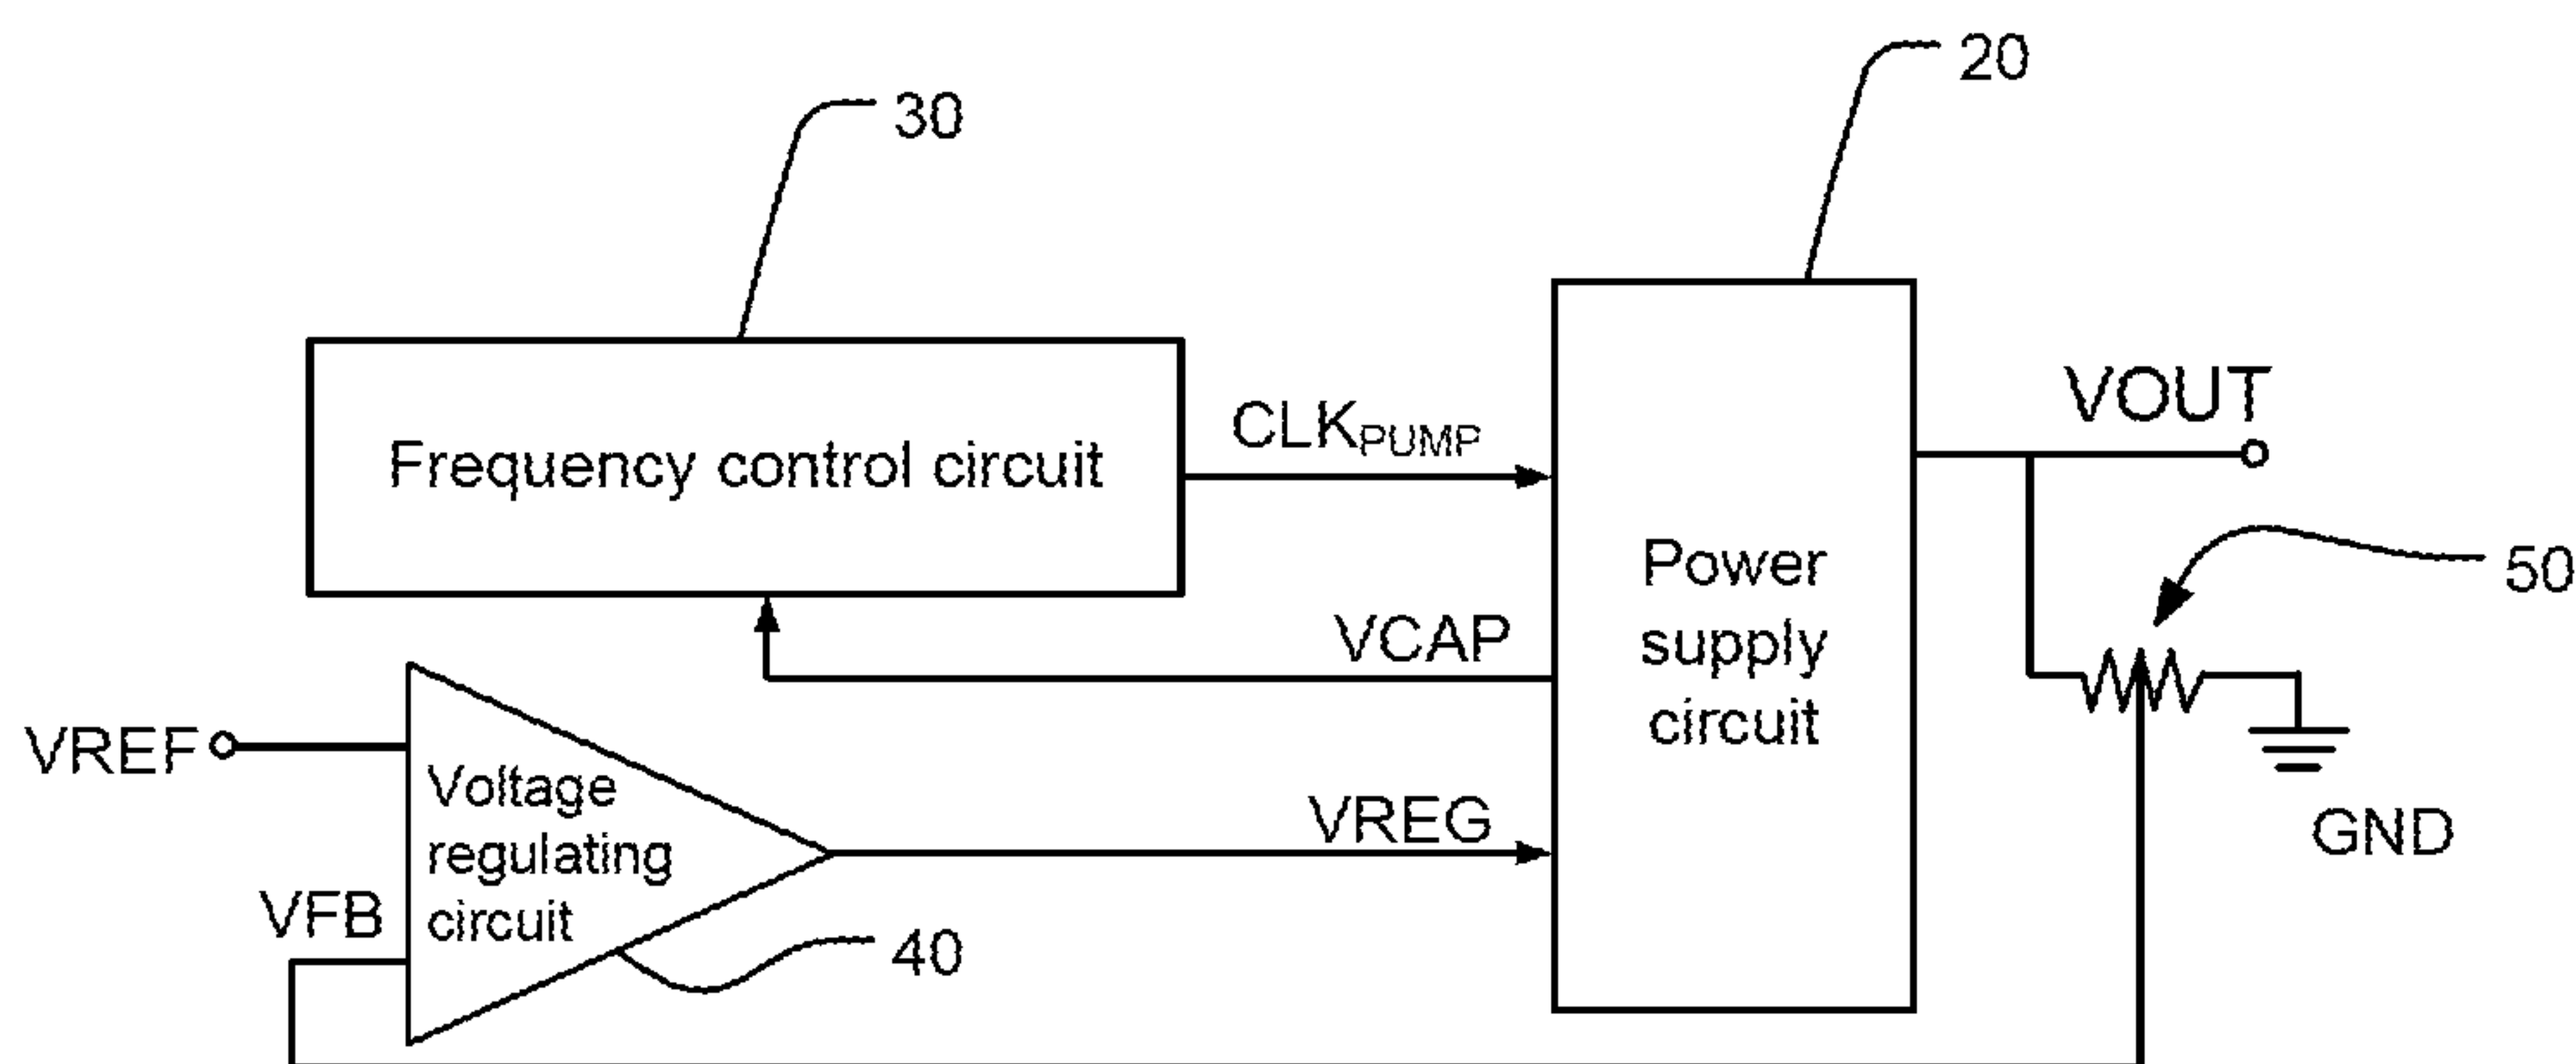 20
30
VOUT
CLKPUMP
Frequency control circuit
Power
supply
circuit
50
VCAP
VREF
Voltage
regulating
circuit
VREG
GND
VFB
40